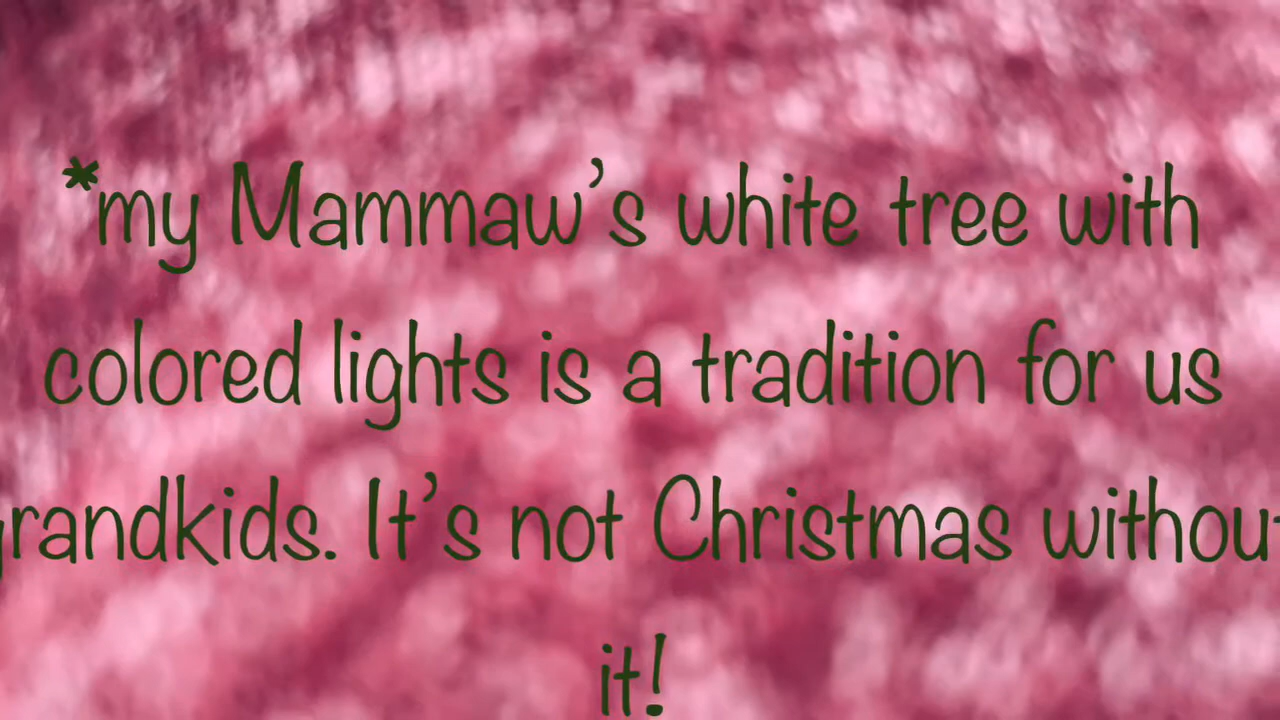 *my Mammaw’s white tree with
colored lights is a tradition for us
grandkids. It’s not Christmas without
it!